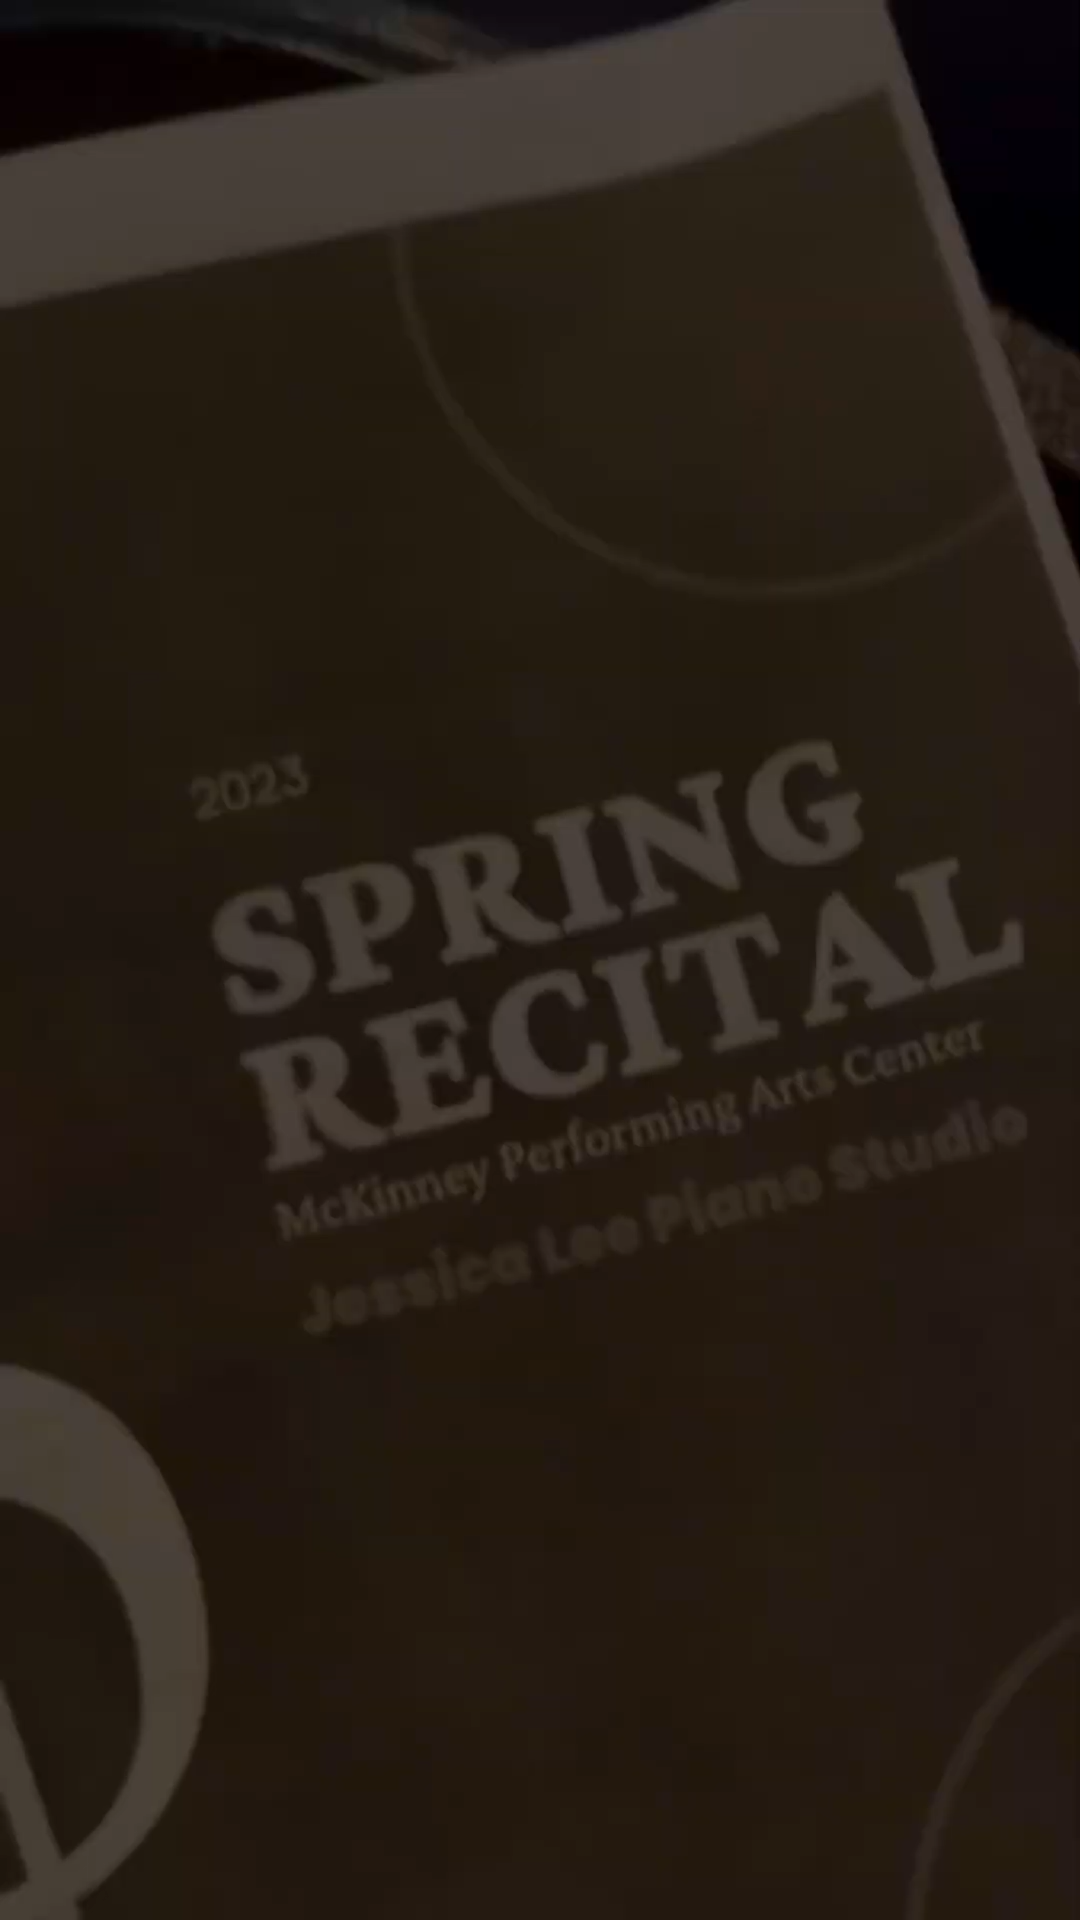 2023
SPRING
RECITAL
McKinney Performing Arts Center
Jessica Lee Piano Studio